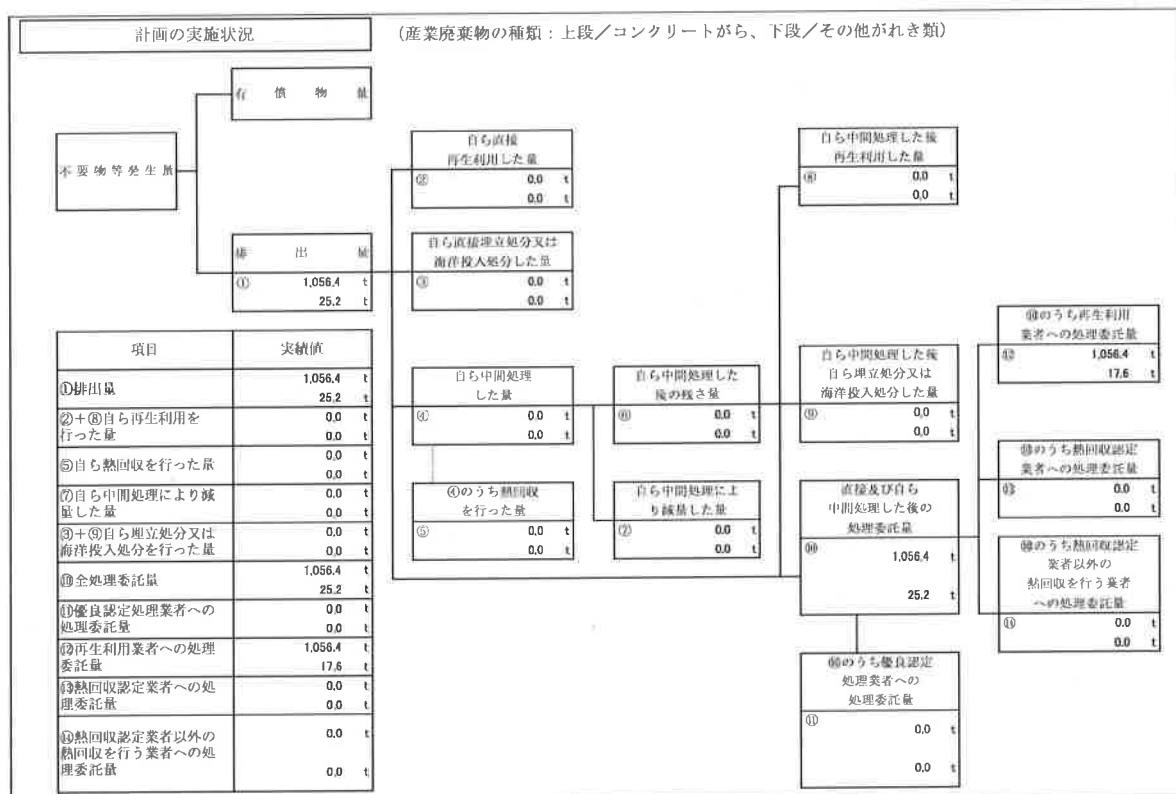 計画の実施状況
(産業廃棄物の種類：上段／コンクリートがら、下段／その他がれき類)
有償物量
不要物等発生量
排出量
① 1,056.4 t
25.2 t
自ら直接
再生利用した量
② 0.0 t
0.0 t
自ら直接埋立処分又は
海洋投入処分した量
③ 0.0 t
0.0 t
自ら中間処理した後
再生利用した量
⑧ 0.0 t
0.0 t
自ら中間処理
した量
④ 0.0 t
0.0 t
④のうち熱回収
を行った量
⑤ 0.0 t
0.0 t
自ら中間処理した
後の残さ量
⑥ 0.0 t
0.0 t
自ら中間処理によ
り減量した量
⑦ 0.0 t
0.0 t
自ら中間処理した後
自ら埋立処分又は
海洋投入処分した量
⑨ 0.0 t
0.0 t
直接及び自ら
中間処理した後の
処理委託量
⑩ 1,056.4 t
25.2 t
⑩のうち優良認定
処理業者への
処理委託量
⑪ 0.0 t
0.0 t
⑩のうち再生利用
業者への処理委託量
⑫ 1,056.4 t
17.6 t
⑩のうち熱回収認定
業者への処理委託量
⑬ 0.0 t
0.0 t
⑩のうち熱回収認定
業者以外の
熱回収を行う業者
への処理委託量
⑭ 0.0 t
0.0 t
項目 実績値
①排出量 1,056.4 t
25.2 t
②＋⑧自ら再生利用を
行った量
0.0 t
0.0 t
⑤自ら熱回収を行った量
0.0 t
0.0 t
⑦自ら中間処理により減
量した量
0.0 t
0.0 t
③＋⑨自ら埋立処分又は
海洋投入処分を行った量
0.0 t
0.0 t
⑩全処理委託量
1,056.4 t
25.2 t
⑪優良認定処理業者への
処理委託量
0.0 t
0.0 t
⑫再生利用業者への処理
委託量
1,056.4 t
17.6 t
⑬熱回収認定業者への処
理委託量
0.0 t
0.0 t
⑭熱回収認定業者以外の
熱回収を行う業者への処
理委託量
0.0 t
0.0 t